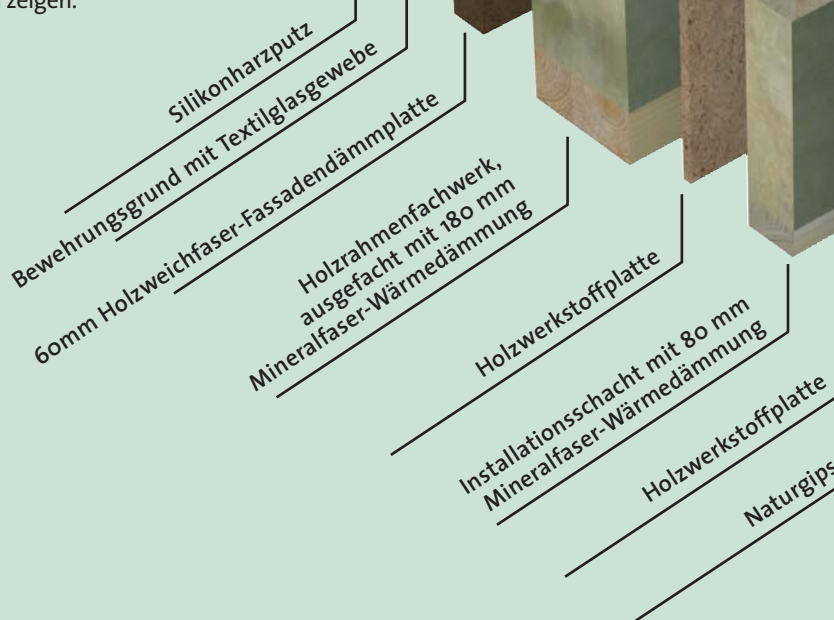 zeigen.
Silikonharzputz
Bewehrungsgrund mit Textilglasgewebe
60mm Holzweichfaser-Fassadendämmplatte
Holzrahmenfachwerk,
ausgefacht mit 180 mm
Mineralfaser-Wärmedämmung
Holzwerkstoffplatte
Installationsschacht mit 80 mm
Mineralfaser-Wärmedämmung
Holzwerkstoffplatte
Naturgips